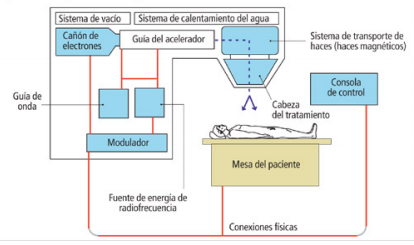 Sistema de vacío
Sistema de calentamiento del agua
Cañón de
electrones
Guía del acelerador
Sistema de transporte de
haces (haces magnéticos)
Guía de
onda
Cabeza
del tratamiento
Consola
de control
Modulador
Mesa del paciente
Fuente de energía de
radiofrecuencia
Conexiones físicas